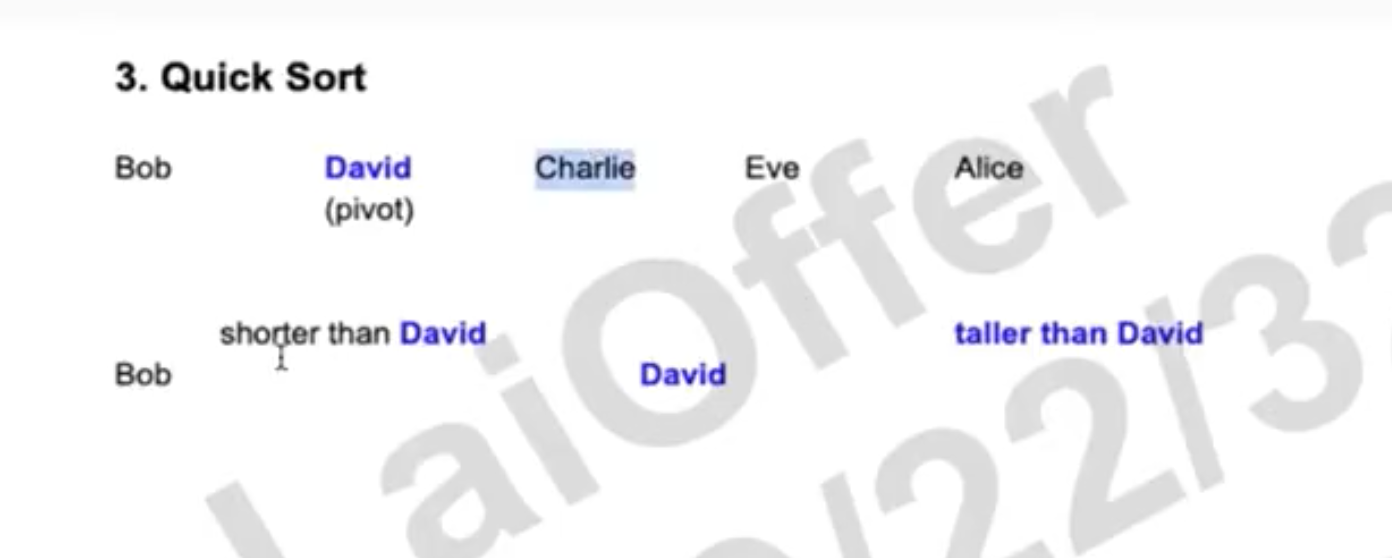 3. Quick Sort
Bob David Charlie Eve Alice
(pivot)
shorter than David taller than David
Bob David
LaiOffer
/22/3